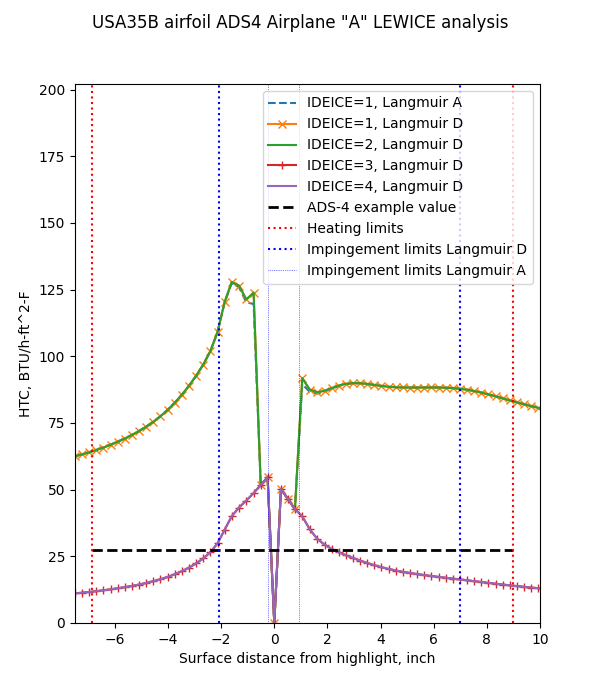 USA35B airfoil ADS4 Airplane "A" LEWICE analysis
IDEICE=1, Langmuir A
IDEICE=1, Langmuir D
IDEICE=2, Langmuir D
IDEICE=3, Langmuir D
IDEICE=4, Langmuir D
ADS-4 example value
Heating limits
Impingement limits Langmuir D
Impingement limits Langmuir A
HTC, BTU/h-ft^2-F
200
175
150
125
100
75
50
25
0
−6 −4 −2 0 2 4 6 8 10
Surface distance from highlight, inch